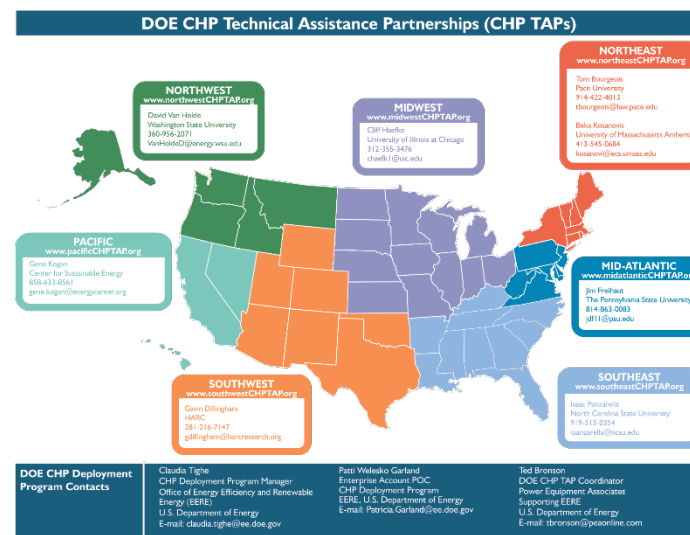 DOE CHP Technical Assistance Partnerships (CHP TAPs)
NORTHEAST
www.northeastCHPTAP.org
Tom Bourgeois
Pace University
914-422-4013
tbourgeois@law.pace.edu
Beka Kosanovic
University of Massachusetts Amherst
413-545-0684
kosanovi@ecs.umass.edu
NORTHWEST
www.northwestCHPTAP.org
David Van Holde
Washington State University
360-956-2071
VanHoldeD@energy.wsu.edu
MIDWEST
www.midwestCHPTAP.org
Cliff Haefke
University of Illinois at Chicago
312-355-3476
chaefk1@uic.edu
PACIFIC
www.pacificCHPTAP.org
Gene Kogan
Center for Sustainable Energy
858-633-8561
gene.kogan@energycenter.org
MID-ATLANTIC
www.midatlanticCHPTAP.or
Jim Freihaut
The Pennsylvania State University
814-863-0083
jdf11@psu.edu
SOUTHWEST
www.southwestCHPTAP.org
Gavin Dillingham
HARC
281-216-7147
gdillingham@harcresearch.org
SOUTHEAST
www.southeastCHPTAP.org
Isaac Panzarella
North Carolina State University
919-515-0354
ipanzarella@ncsu.edu
DOE CHP Deployment
Program Contacts
Claudia Tighe
CHP Deployment Program Manager
Office of Energy Efficiency and Renewable
Energy (EERE)
U.S. Department of Energy
E-mail: claudia.tighe@ee.doe.gov
Patti Welesko Garland
Enterprise Account POC
CHP Deployment Program
EERE, U.S. Department of Energy
E-mail: Patricia.Garland@ee.doe.gov
Ted Bronson
DOE CHP TAP Coordinator
Power Equipment Associates
Supporting EERE
U.S. Department of Energy
E-mail: tbronson@peaonline.com